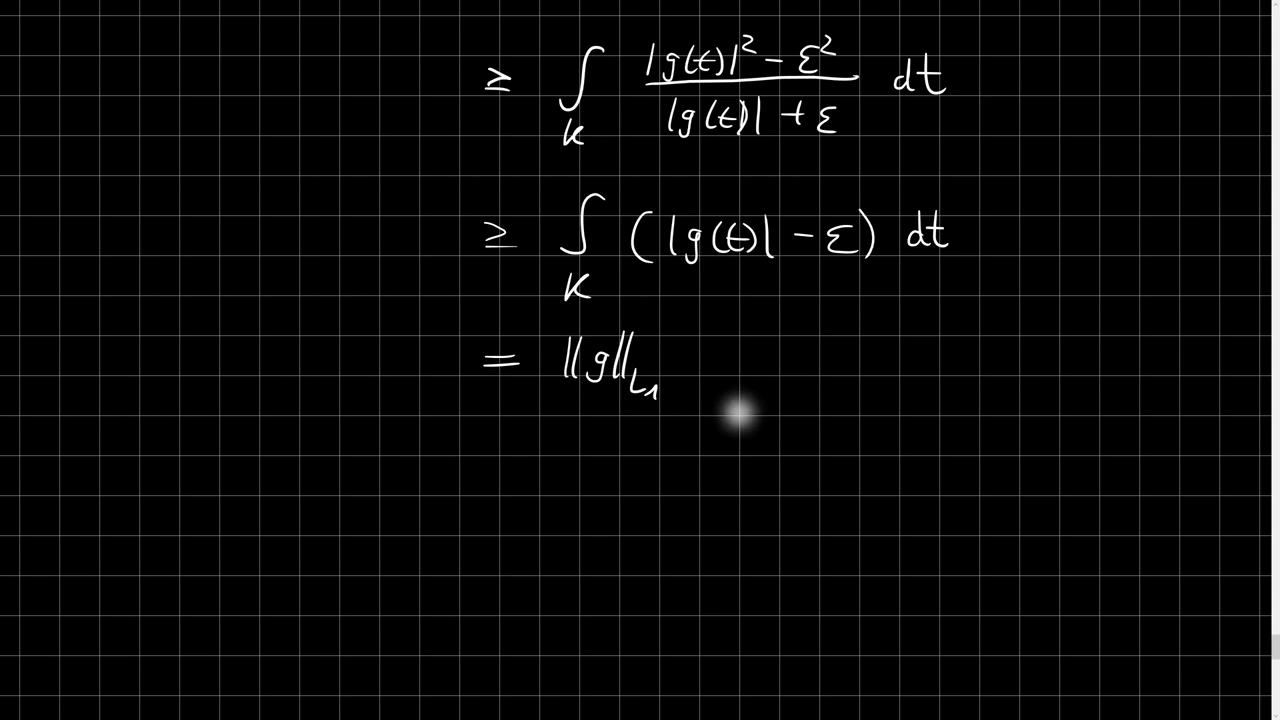 ≥ ∫_K (|g(t)|² − ε²) / (|g(t)| + ε) dt
≥ ∫_K (|g(t)| − ε) dt
= ‖g‖_{L₁}